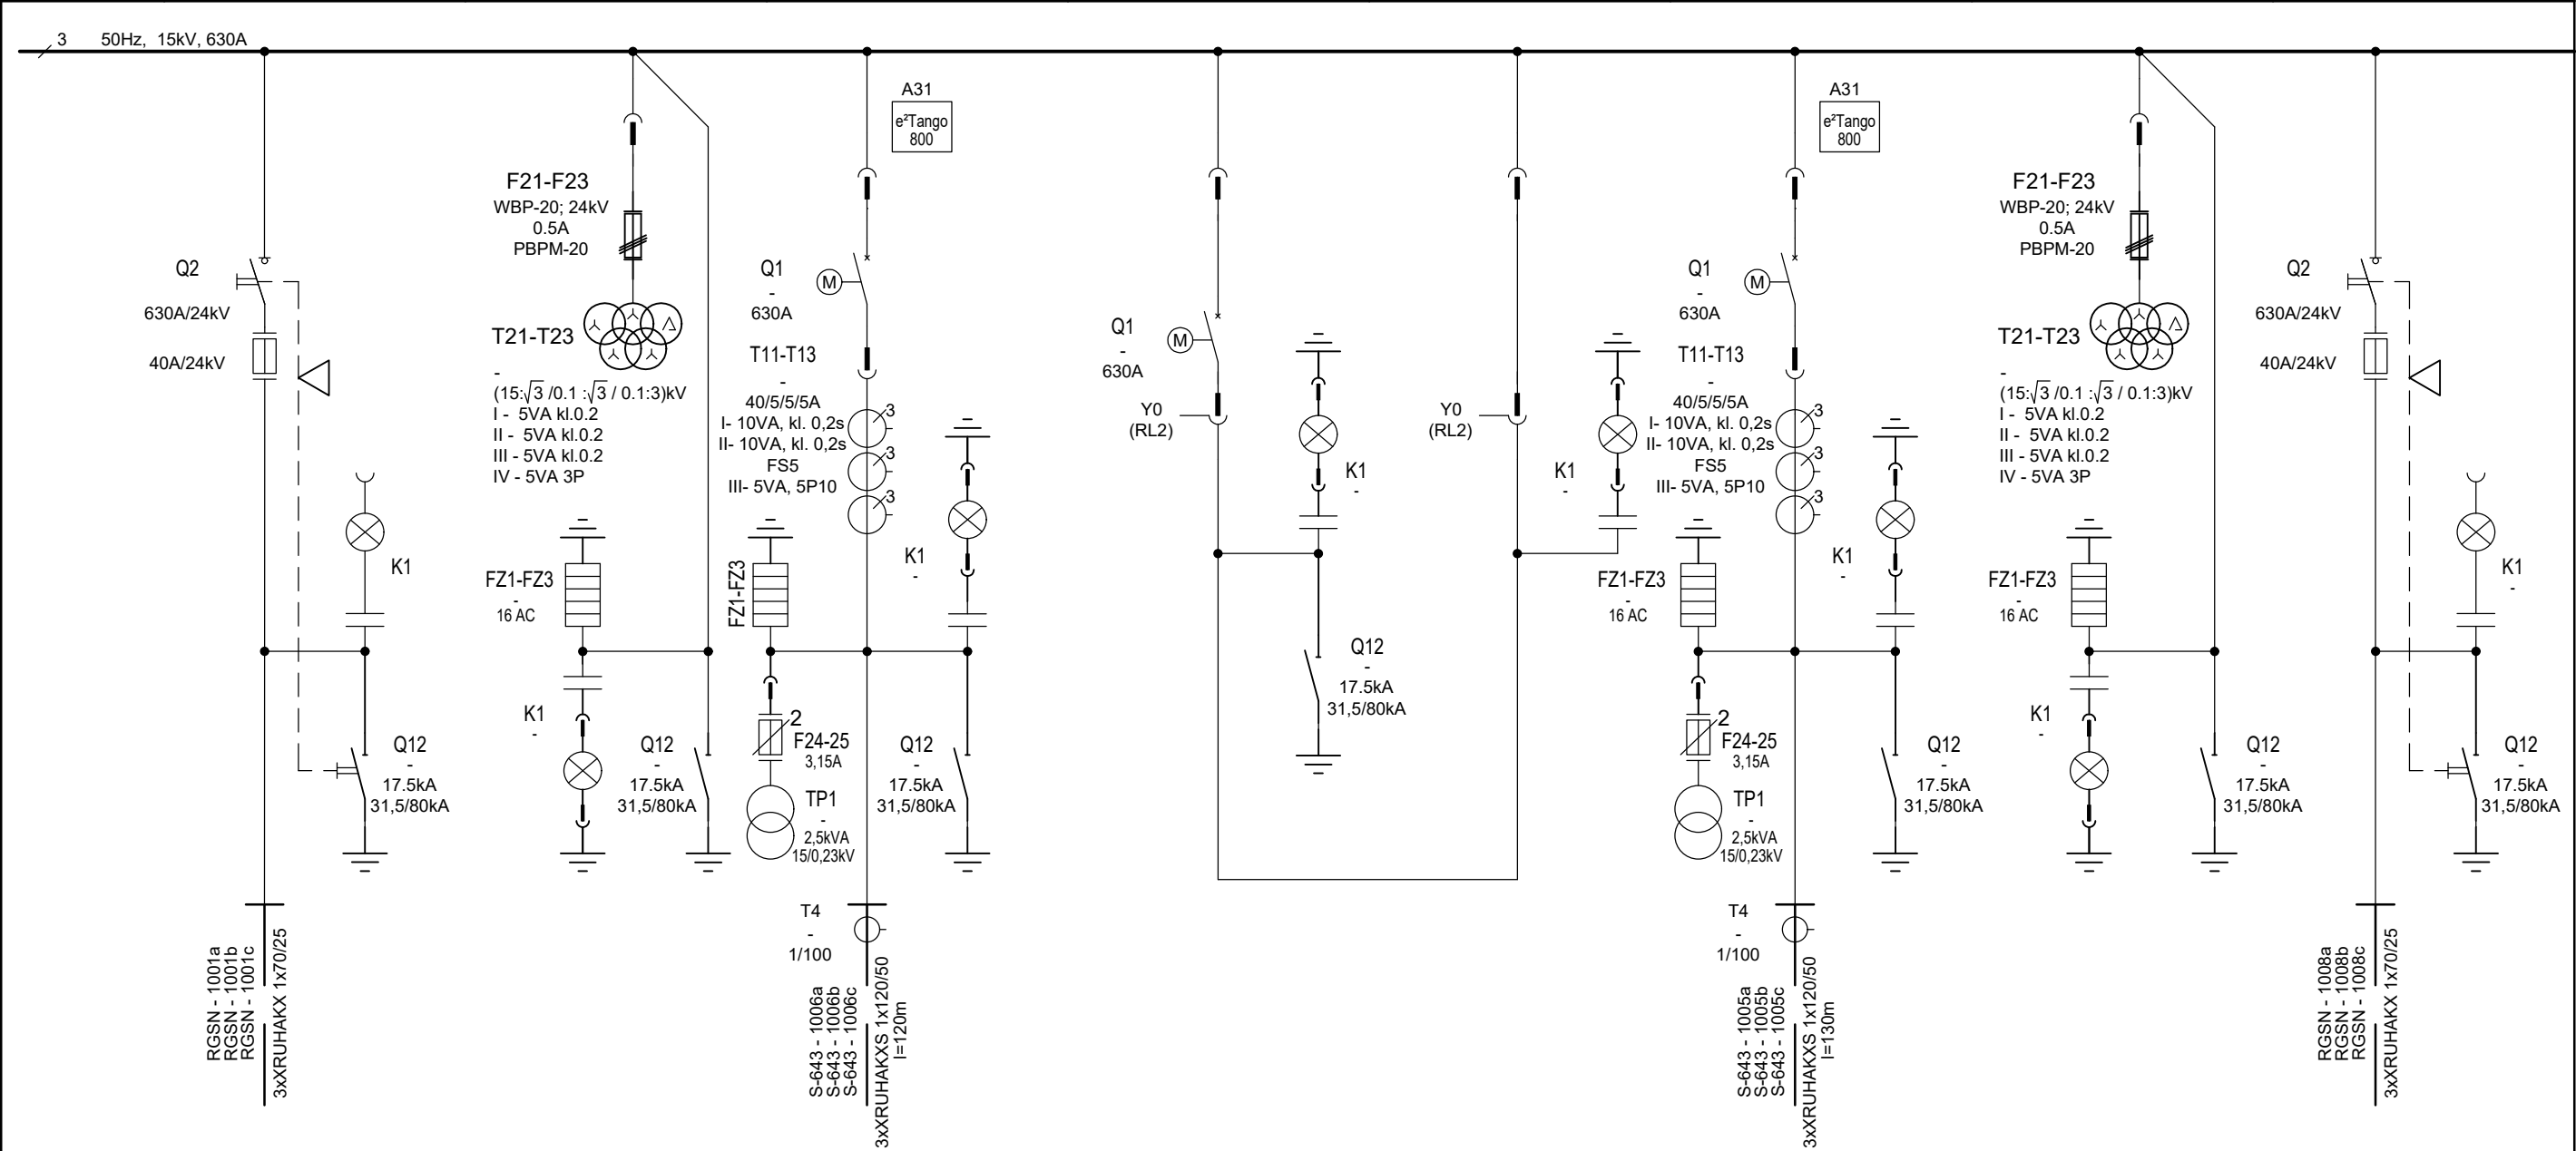 3 50Hz, 15kV, 630A
Q2
630A/24kV
40A/24kV
K1
Q12
-
17.5kA
31,5/80kA
RGSN - 1001a
RGSN - 1001b
RGSN - 1001c
3xXRUHAKX 1x70/25
F21-F23
WBP-20; 24kV
0.5A
PBPM-20
T21-T23
-
(15:√3 /0.1 :√3 / 0.1:3)kV
I - 5VA kl.0.2
II - 5VA kl.0.2
III - 5VA kl.0.2
IV - 5VA 3P
FZ1-FZ3
-
16 AC
K1
-
Q12
-
17.5kA
31,5/80kA
A31
e²Tango
800
Q1
-
630A
M
T11-T13
-
40/5/5/5A
I- 10VA, kl. 0,2s
II- 10VA, kl. 0,2s
FS5
III- 5VA, 5P10
3
3
3
FZ1-FZ3
K1
-
2
F24-25
3,15A
TP1
-
2,5kVA
15/0,23kV
Q12
-
17.5kA
31,5/80kA
T4
-
1/100
S-643 - 1006a
S-643 - 1006b
S-643 - 1006c
3xXRUHAKXS 1x120/50
l=120m
Q1
-
630A
M
Y0
(RL2)
K1
-
Q12
-
17.5kA
31,5/80kA
Y0
(RL2)
K1
-
A31
e²Tango
800
Q1
-
630A
M
T11-T13
-
40/5/5/5A
I- 10VA, kl. 0,2s
II- 10VA, kl. 0,2s
FS5
III- 5VA, 5P10
3
3
3
FZ1-FZ3
-
16 AC
K1
-
2
F24-25
3,15A
TP1
-
2,5kVA
15/0,23kV
Q12
-
17.5kA
31,5/80kA
T4
-
1/100
S-643 - 1005a
S-643 - 1005b
S-643 - 1005c
3xXRUHAKXS 1x120/50
l=130m
F21-F23
WBP-20; 24kV
0.5A
PBPM-20
T21-T23
-
(15:√3 /0.1 :√3 / 0.1:3)kV
I - 5VA kl.0.2
II - 5VA kl.0.2
III - 5VA kl.0.2
IV - 5VA 3P
FZ1-FZ3
-
16 AC
K1
-
Q12
-
17.5kA
31,5/80kA
Q2
630A/24kV
40A/24kV
K1
-
Q12
-
17.5kA
31,5/80kA
RGSN - 1008a
RGSN - 1008b
RGSN - 1008c
3xXRUHAKX 1x70/25